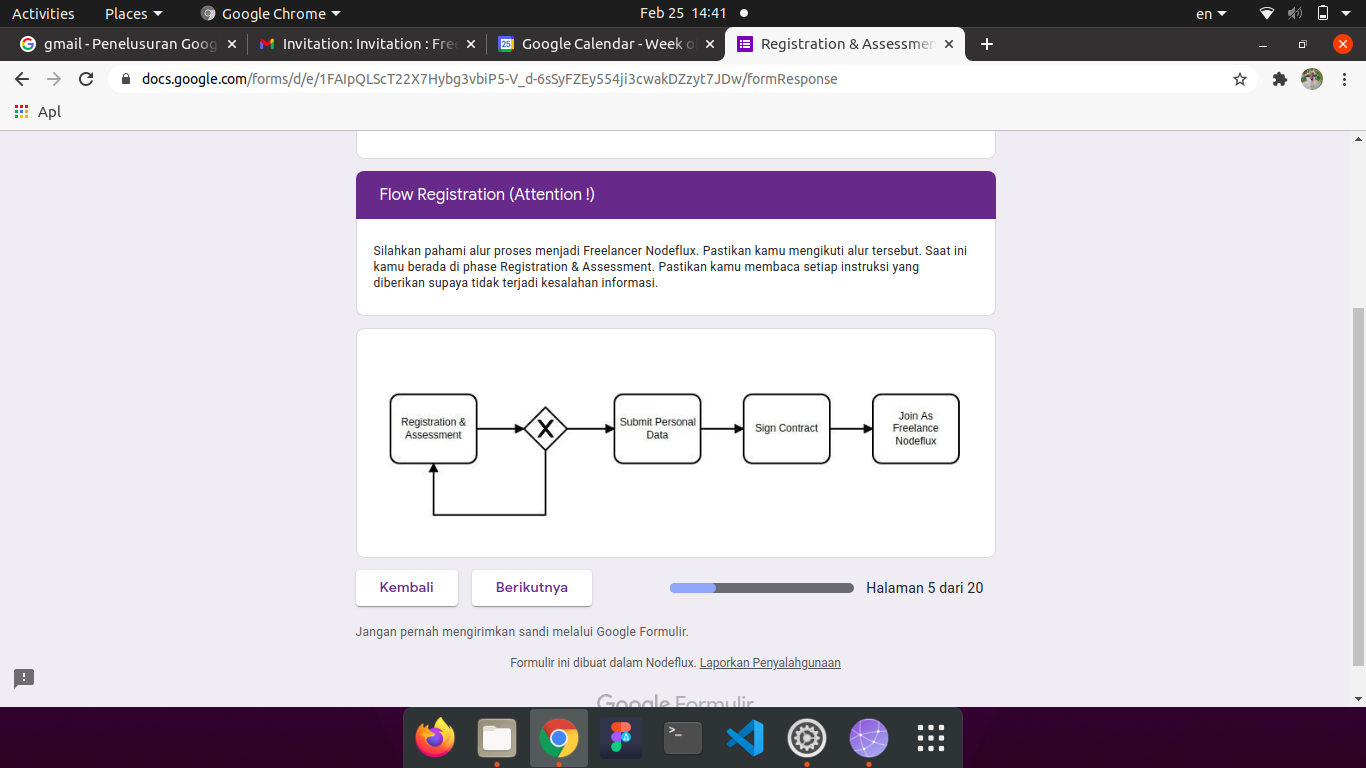 Activities Places Google Chrome Feb 25 14:41 en
gmail - Penelusuran Goog Invitation: Invitation : Fre Google Calendar - Week o Registration & Assessmen
docs.google.com/forms/d/e/1FAIpQLScT22X7Hybg3vbiP5-V_d-6sSyFZEy554ji3cwakDZzyt7JDw/formResponse
Apl
Flow Registration (Attention !)
Silahkan pahami alur proses menjadi Freelancer Nodeflux. Pastikan kamu mengikuti alur tersebut. Saat ini
kamu berada di phase Registration & Assessment. Pastikan kamu membaca setiap instruksi yang
diberikan supaya tidak terjadi kesalahan informasi.
Registration &
Assessment
X
Submit Personal
Data
Sign Contract
Join As
Freelance
Nodeflux
Kembali Berikutnya Halaman 5 dari 20
Jangan pernah mengirimkan sandi melalui Google Formulir.
Formulir ini dibuat dalam Nodeflux. Laporkan Penyalahgunaan
Google Formulir